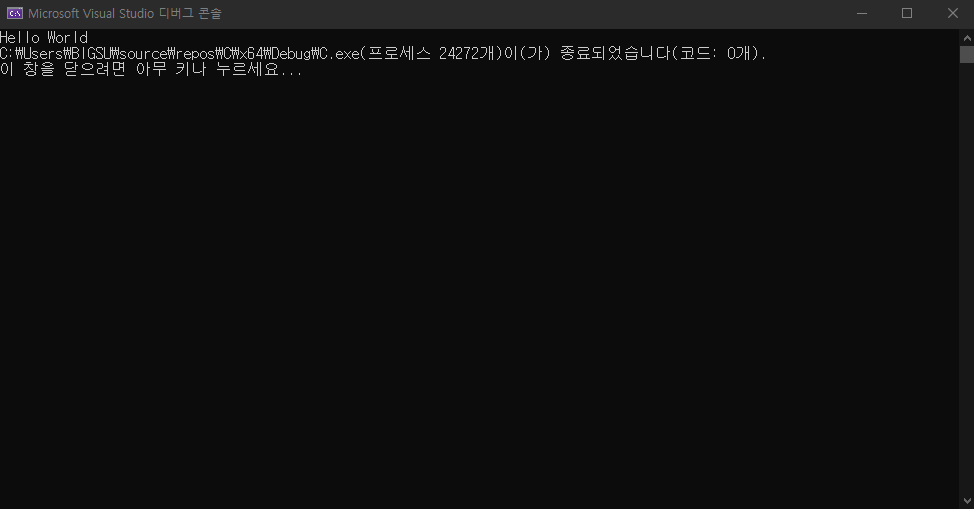 Microsoft Visual Studio 디버그 콘솔
Hello World
C:₩Users₩BIGSU₩source₩repos₩C₩x64₩Debug₩C.exe(프로세스 24272개)이(가) 종료되었습니다(코드: 0개).
이 창을 닫으려면 아무 키나 누르세요...